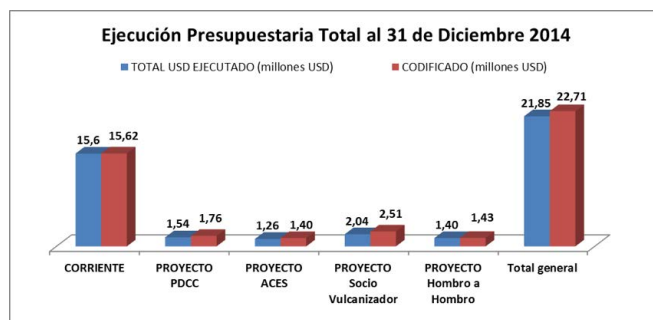 Ejecución Presupuestaria Total al 31 de Diciembre 2014
TOTAL USD EJECUTADO (millones USD) CODIFICADO (millones USD)
21,85 22,71
15,6 15,62
1,54 1,76 1,26 1,40 2,04 2,51 1,40 1,43
CORRIENTE PROYECTO PROYECTO PROYECTO PROYECTO Total general
PDCC ACES Socio Hombro a
Vulcanizador Hombro